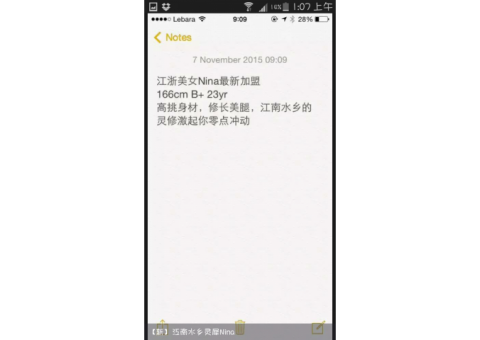 16% 1:07 上午
Lebara 9:09 28%
Notes
7 November 2015 09:09
江浙美女Nina最新加盟
166cm B+ 23yr
高挑身材，修长美腿，江南水乡的
灵修激起你零点冲动
【新】江南水乡灵犀Nina